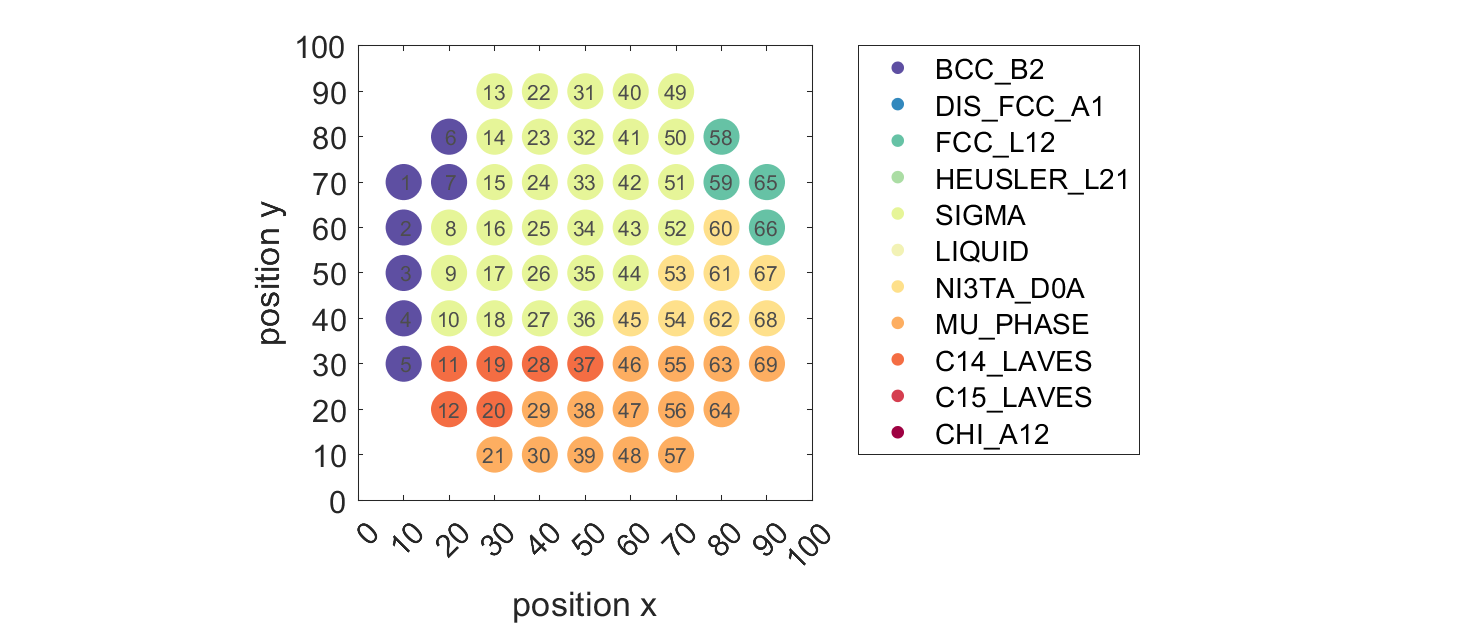 100
90
80
70
60
50
40
30
20
10
0
13 22 31 40 49
6 14 23 32 41 50 58
1 7 15 24 33 42 51 59 65
2 8 16 25 34 43 52 60 66
3 9 17 26 35 44 53 61 67
4 10 18 27 36 45 54 62 68
5 11 19 28 37 46 55 63 69
12 20 29 38 47 56 64
21 30 39 48 57
0 10 20 30 40 50 60 70 80 90 100
position x
position y
BCC_B2
DIS_FCC_A1
FCC_L12
HEUSLER_L21
SIGMA
LIQUID
NI3TA_D0A
MU_PHASE
C14_LAVES
C15_LAVES
CHI_A12